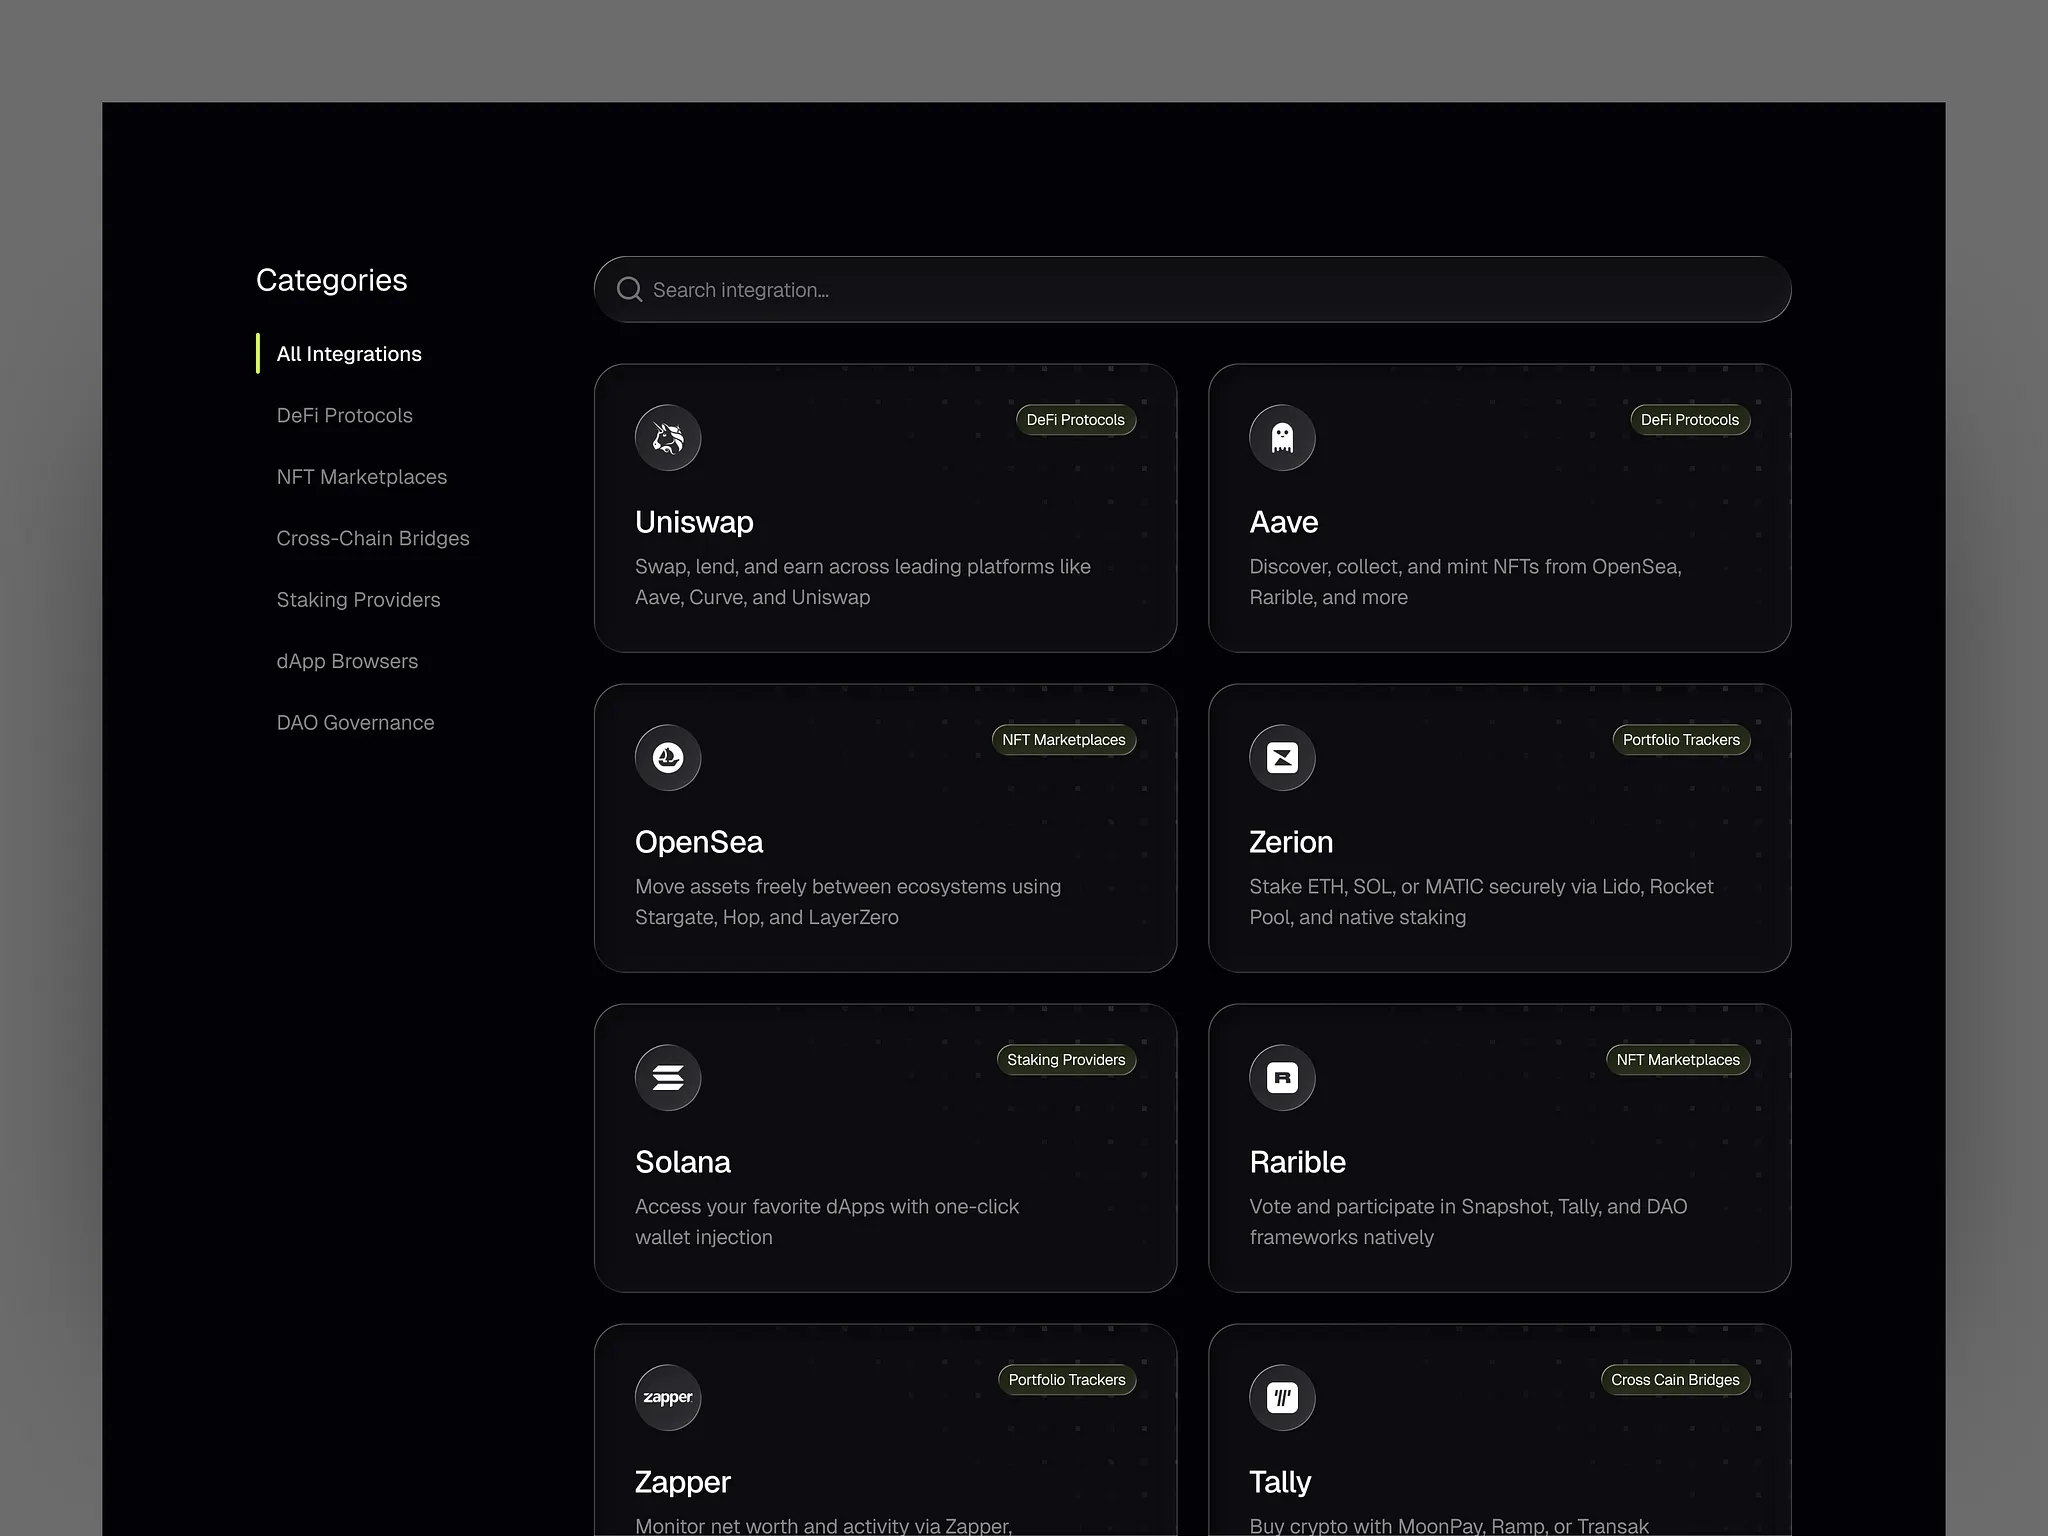 Categories
All Integrations
DeFi Protocols
NFT Marketplaces
Cross-Chain Bridges
Staking Providers
dApp Browsers
DAO Governance
Search integration...
DeFi Protocols
Uniswap
Swap, lend, and earn across leading platforms like
Aave, Curve, and Uniswap
DeFi Protocols
Aave
Discover, collect, and mint NFTs from OpenSea,
Rarible, and more
NFT Marketplaces
OpenSea
Move assets freely between ecosystems using
Stargate, Hop, and LayerZero
Portfolio Trackers
Zerion
Stake ETH, SOL, or MATIC securely via Lido, Rocket
Pool, and native staking
Staking Providers
Solana
Access your favorite dApps with one-click
wallet injection
NFT Marketplaces
R
Rarible
Vote and participate in Snapshot, Tally, and DAO
frameworks natively
zapper
Portfolio Trackers
Zapper
Monitor net worth and activity via Zapper,
Cross Cain Bridges
Tally
Buy crypto with MoonPay, Ramp, or Transak